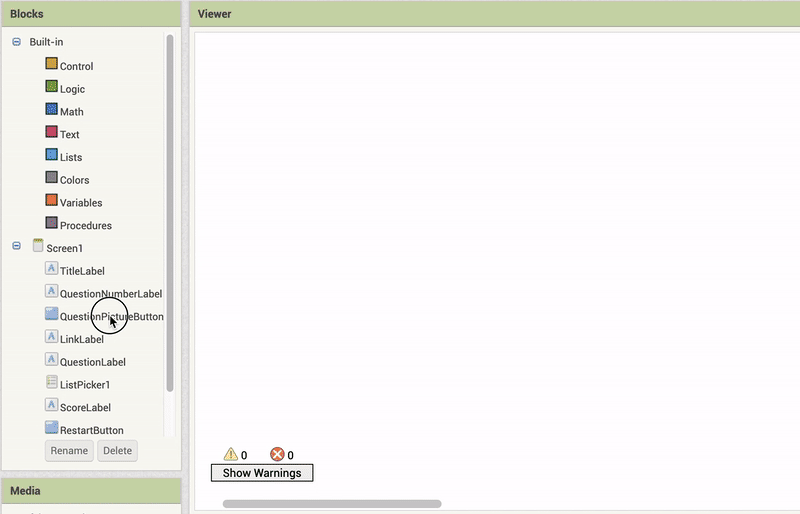 Blocks
Viewer
Built-in
Control
Logic
Math
Text
Lists
Colors
Variables
Procedures
Screen1
TitleLabel
QuestionNumberLabel
QuestionPictureButton
LinkLabel
QuestionLabel
ListPicker1
ScoreLabel
RestartButton
Rename Delete
0 0
Show Warnings
Media